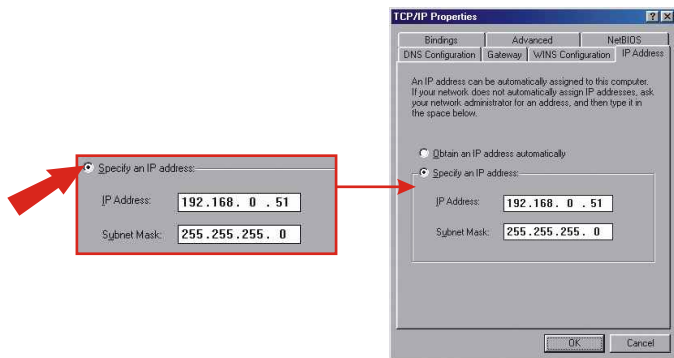 Specify an IP address:
IP Address: 192.168. 0 .51
Subnet Mask: 255.255.255. 0
TCP/IP Properties
Bindings Advanced NetBIOS
DNS Configuration Gateway WINS Configuration IP Address
An IP address can be automatically assigned to this computer.
If your network does not automatically assign IP addresses, ask
your network administrator for an address, and then type it in
the space below.
Obtain an IP address automatically
Specify an IP address:
IP Address: 192.168. 0 .51
Subnet Mask: 255.255.255. 0
OK Cancel